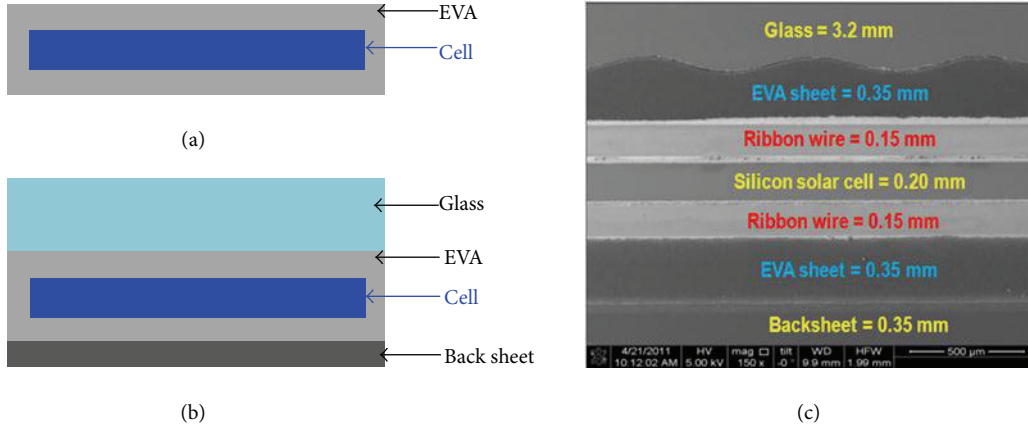 EVA
Cell
(a)
Glass
EVA
Cell
Back sheet
(b)
Glass = 3.2 mm
EVA sheet = 0.35 mm
Ribbon wire = 0.15 mm
Silicon solar cell = 0.20 mm
Ribbon wire = 0.15 mm
EVA sheet = 0.35 mm
Backsheet = 0.35 mm
4/21/2011 HV mag □ tilt WD HFW 500 μm
10:12:02 AM 5.00 kV 150 x -0 ° 9.9 mm 1.99 mm
(c)